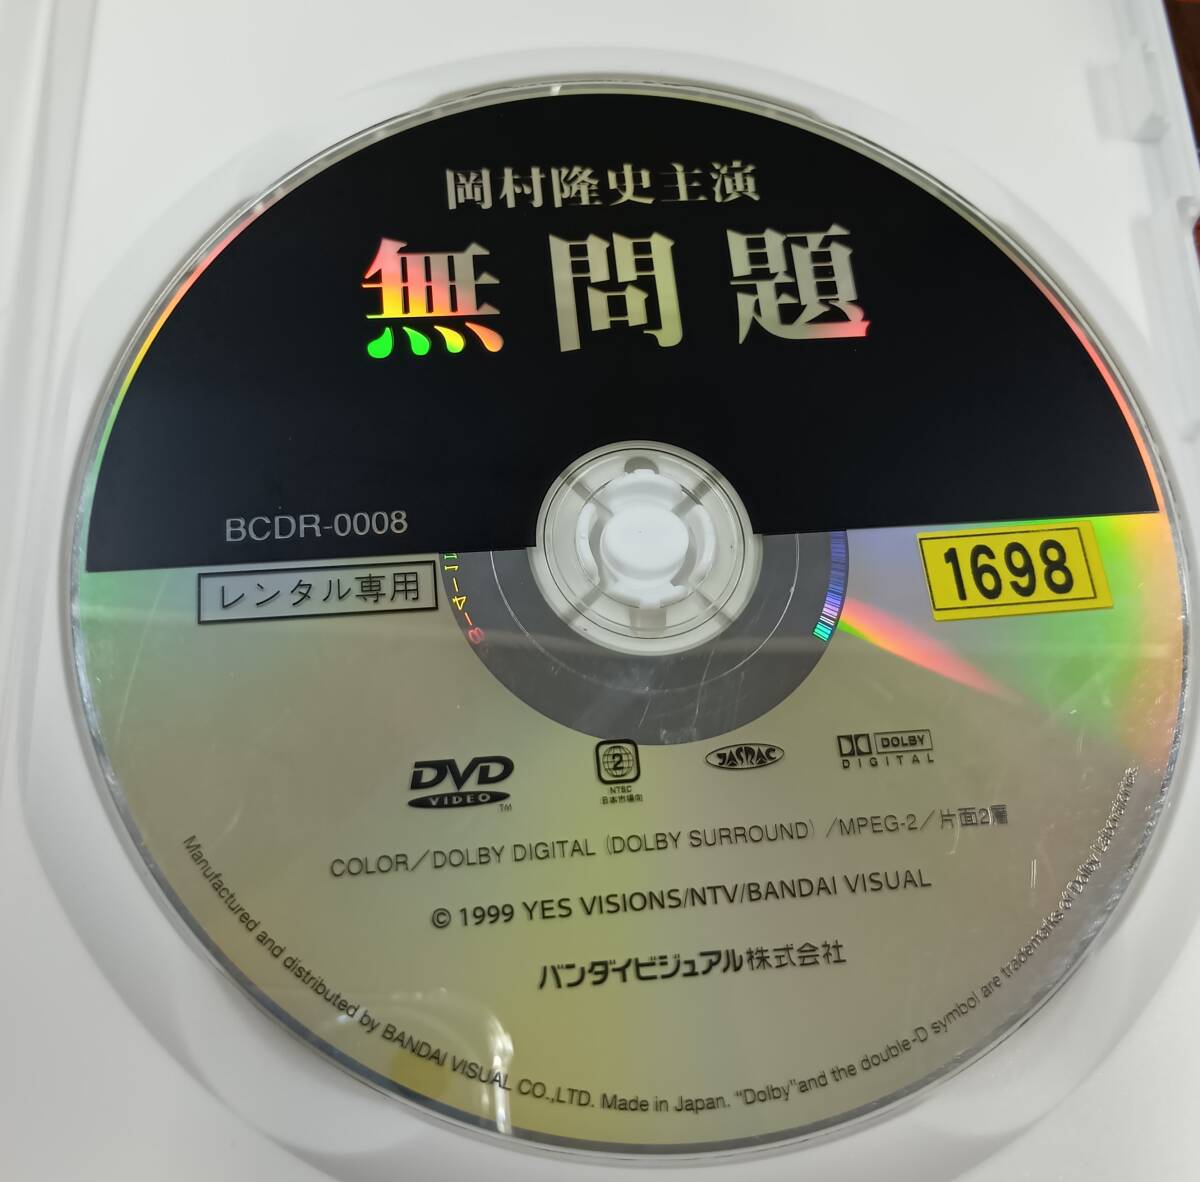 岡村隆史主演
無問題
BCDR-0008
レンタル専用
1698
DVD
VIDEO
TM
2
NTSC
日本市場向
JASRAC
DOLBY
DIGITAL
COLOR／DOLBY DIGITAL（DOLBY SURROUND）/MPEG-2／片面2層
© 1999 YES VISIONS/NTV/BANDAI VISUAL
バンダイビジュアル株式会社
Manufactured and distributed by BANDAI VISUAL CO.,LTD. Made in Japan. "Dolby"and the double-D symbol are trademarks of Dolby Laboratories